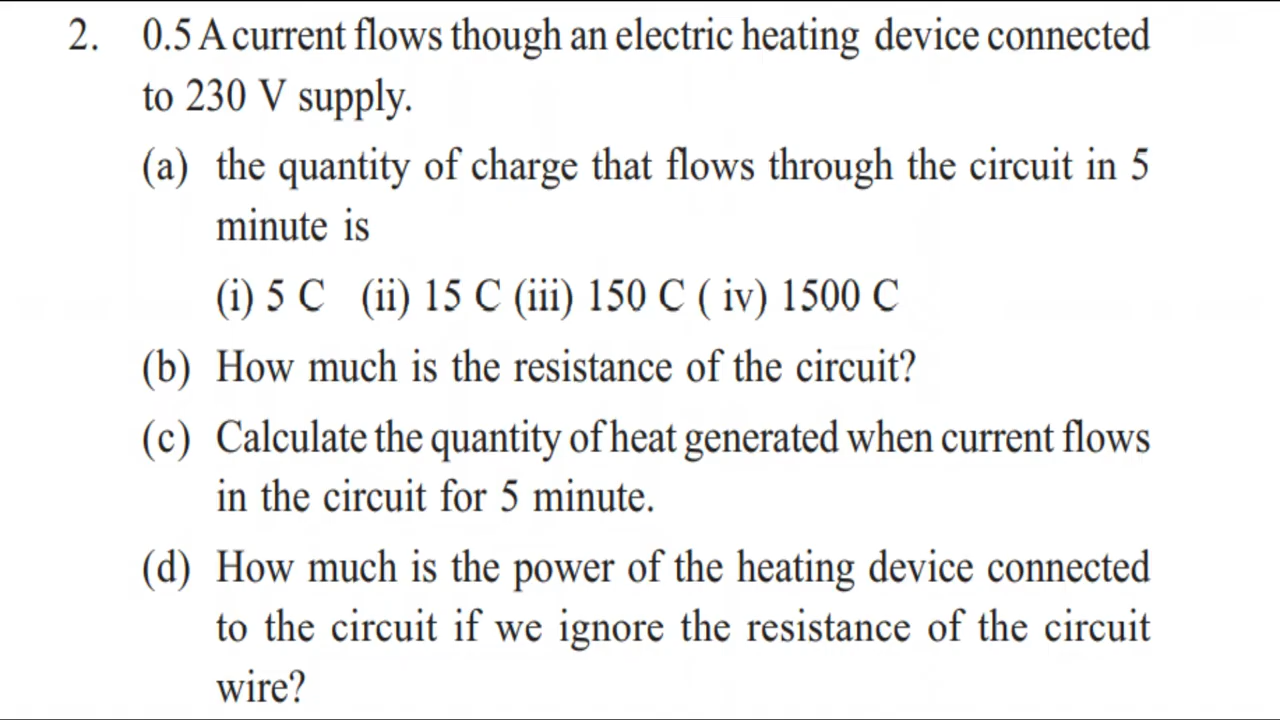 2. 0.5 A current flows though an electric heating device connected
to 230 V supply.
(a) the quantity of charge that flows through the circuit in 5
minute is
(i) 5 C (ii) 15 C (iii) 150 C ( iv) 1500 C
(b) How much is the resistance of the circuit?
(c) Calculate the quantity of heat generated when current flows
in the circuit for 5 minute.
(d) How much is the power of the heating device connected
to the circuit if we ignore the resistance of the circuit
wire?